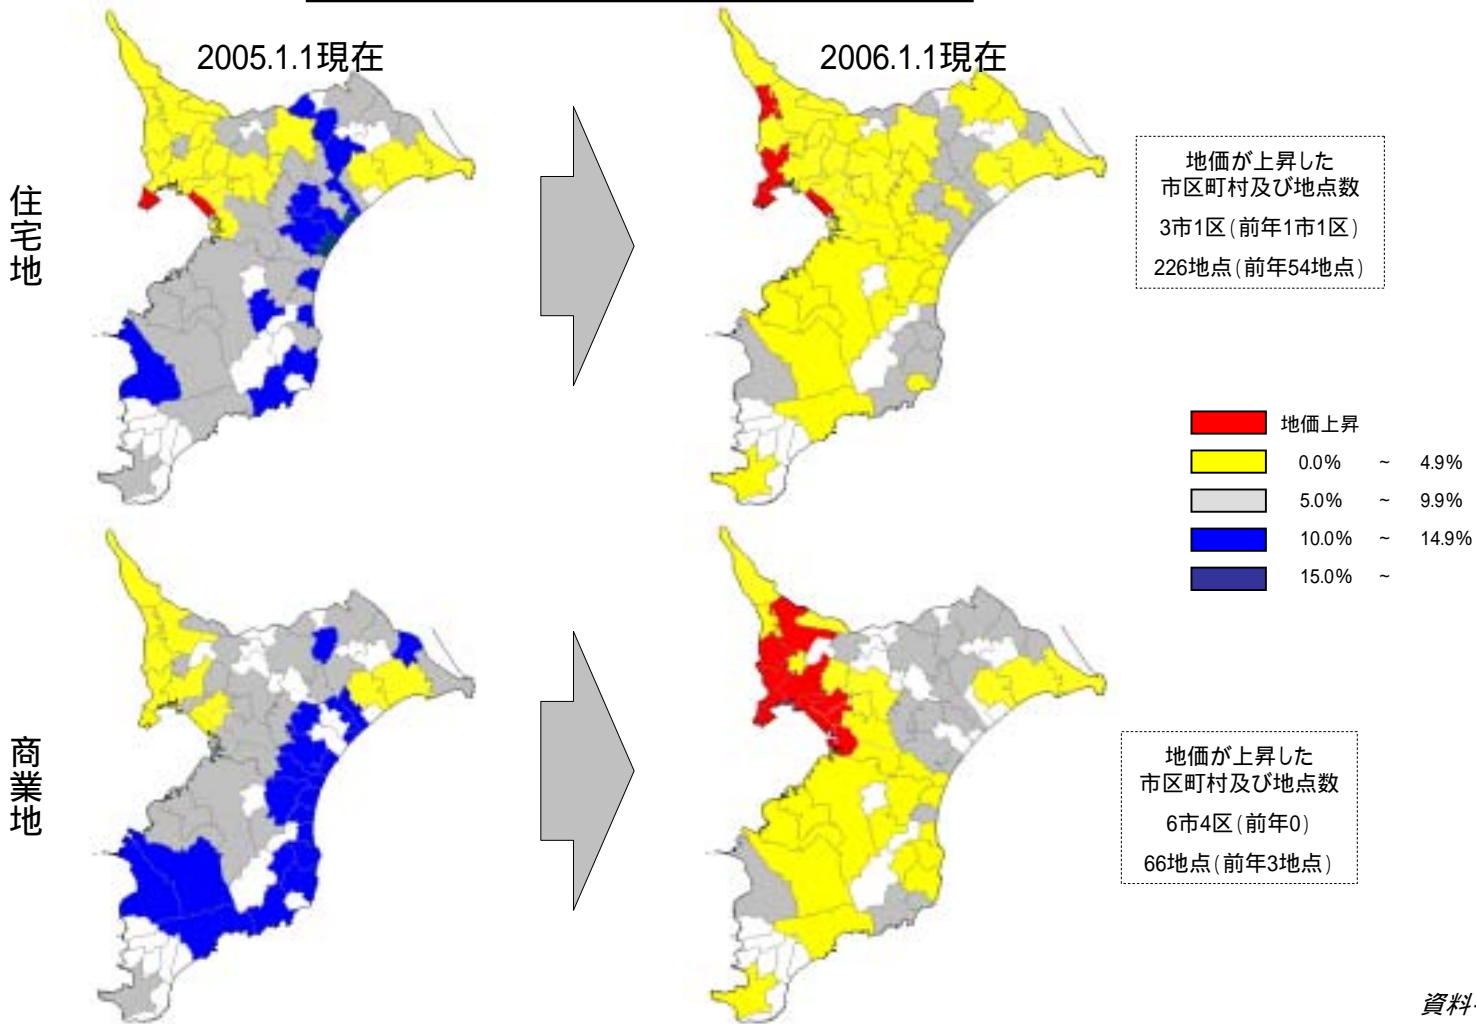 2005.1.1現在
2006.1.1現在
住宅地
地価が上昇した
市区町村及び地点数
3市1区(前年1市1区)
226地点(前年54地点)
地価上昇
0.0% ~ 4.9%
5.0% ~ 9.9%
10.0% ~ 14.9%
15.0% ~
商業地
地価が上昇した
市区町村及び地点数
6市4区(前年0)
66地点(前年3地点)
資料